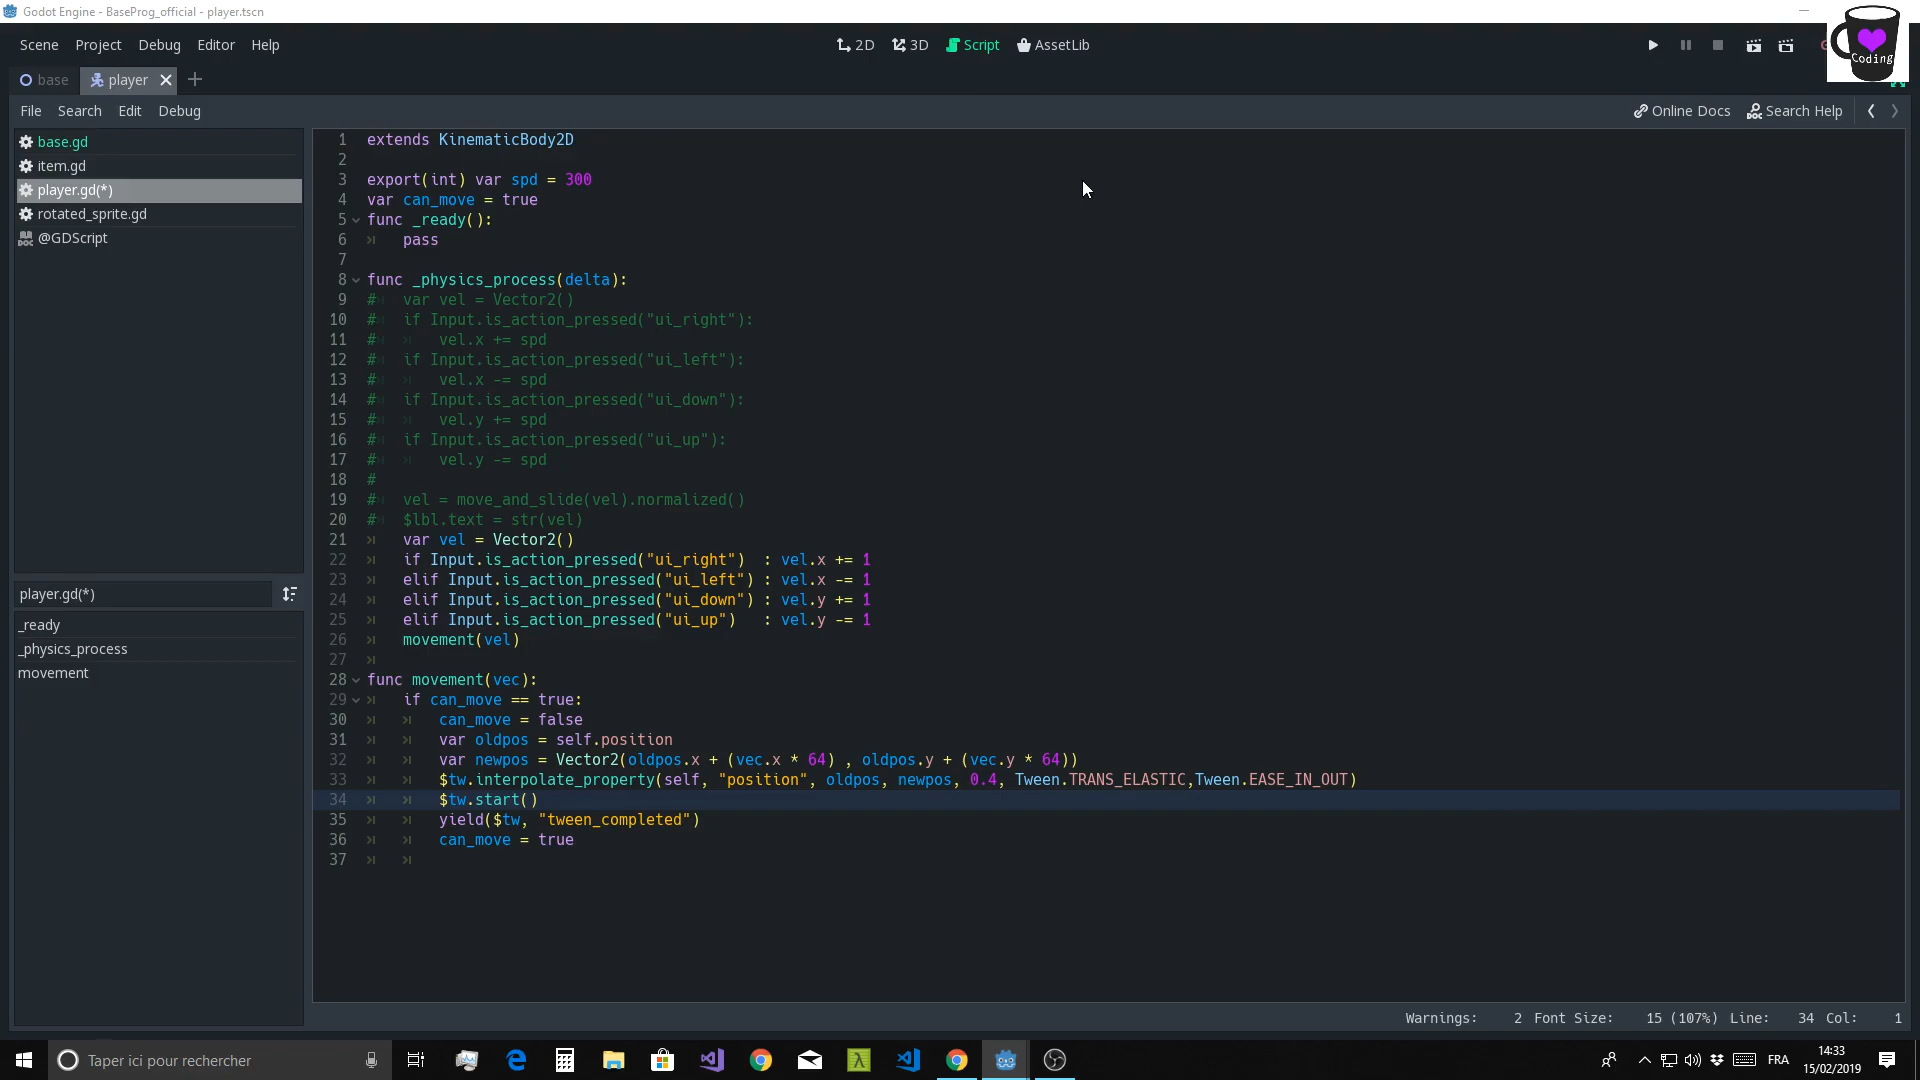 Godot Engine - BaseProg_official - player.tscn
Scene Project Debug Editor Help
2D 3D Script AssetLib
Coding
base player
File Search Edit Debug
Online Docs Search Help
base.gd
item.gd
player.gd(*)
rotated_sprite.gd
@GDScript
player.gd(*)
_ready
_physics_process
movement
1 extends KinematicBody2D
2
3 export(int) var spd = 300
4 var can_move = true
5 func _ready():
6 pass
7
8 func _physics_process(delta):
9 # var vel = Vector2()
10 # if Input.is_action_pressed("ui_right"):
11 # vel.x += spd
12 # if Input.is_action_pressed("ui_left"):
13 # vel.x -= spd
14 # if Input.is_action_pressed("ui_down"):
15 # vel.y += spd
16 # if Input.is_action_pressed("ui_up"):
17 # vel.y -= spd
18 #
19 # vel = move_and_slide(vel).normalized()
20 # $lbl.text = str(vel)
21 var vel = Vector2()
22 if Input.is_action_pressed("ui_right")  : vel.x += 1
23 elif Input.is_action_pressed("ui_left") : vel.x -= 1
24 elif Input.is_action_pressed("ui_down") : vel.y += 1
25 elif Input.is_action_pressed("ui_up")   : vel.y -= 1
26 movement(vel)
27
28 func movement(vec):
29 if can_move == true:
30 can_move = false
31 var oldpos = self.position
32 var newpos = Vector2(oldpos.x + (vec.x * 64) , oldpos.y + (vec.y * 64))
33 $tw.interpolate_property(self, "position", oldpos, newpos, 0.4, Tween.TRANS_ELASTIC,Tween.EASE_IN_OUT)
34 $tw.start()
35 yield($tw, "tween_completed")
36 can_move = true
37
Warnings: 2 Font Size: 15 (107%) Line: 34 Col: 1
Taper ici pour rechercher
FRA
14:33
15/02/2019